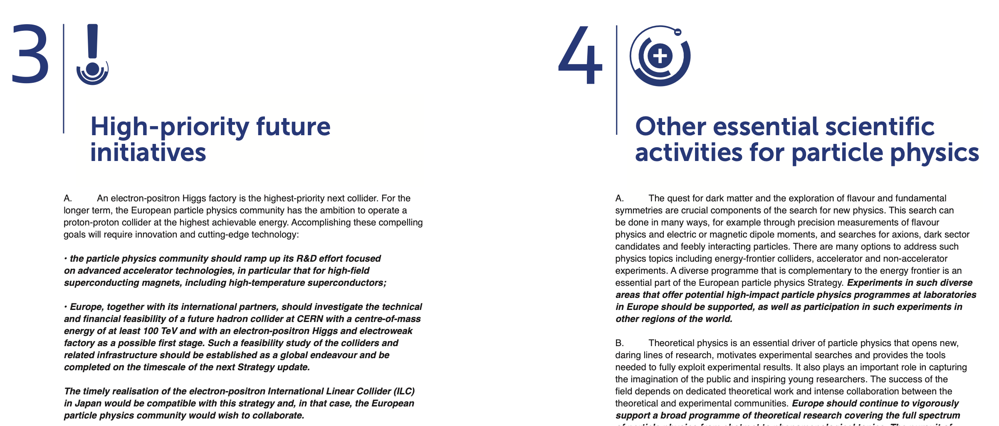 3
High-priority future
initiatives
A. An electron-positron Higgs factory is the highest-priority next collider. For the
longer term, the European particle physics community has the ambition to operate a
proton-proton collider at the highest achievable energy. Accomplishing these compelling
goals will require innovation and cutting-edge technology:
• the particle physics community should ramp up its R&D effort focused
on advanced accelerator technologies, in particular that for high-field
superconducting magnets, including high-temperature superconductors;
• Europe, together with its international partners, should investigate the technical
and financial feasibility of a future hadron collider at CERN with a centre-of-mass
energy of at least 100 TeV and with an electron-positron Higgs and electroweak
factory as a possible first stage. Such a feasibility study of the colliders and
related infrastructure should be established as a global endeavour and be
completed on the timescale of the next Strategy update.
The timely realisation of the electron-positron International Linear Collider (ILC)
in Japan would be compatible with this strategy and, in that case, the European
particle physics community would wish to collaborate.
4
Other essential scientific
activities for particle physics
A. The quest for dark matter and the exploration of flavour and fundamental
symmetries are crucial components of the search for new physics. This search can
be done in many ways, for example through precision measurements of flavour
physics and electric or magnetic dipole moments, and searches for axions, dark sector
candidates and feebly interacting particles. There are many options to address such
physics topics including energy-frontier colliders, accelerator and non-accelerator
experiments. A diverse programme that is complementary to the energy frontier is an
essential part of the European particle physics Strategy. Experiments in such diverse
areas that offer potential high-impact particle physics programmes at laboratories
in Europe should be supported, as well as participation in such experiments in
other regions of the world.
B. Theoretical physics is an essential driver of particle physics that opens new,
daring lines of research, motivates experimental searches and provides the tools
needed to fully exploit experimental results. It also plays an important role in capturing
the imagination of the public and inspiring young researchers. The success of the
field depends on dedicated theoretical work and intense collaboration between the
theoretical and experimental communities. Europe should continue to vigorously
support a broad programme of theoretical research covering the full spectrum